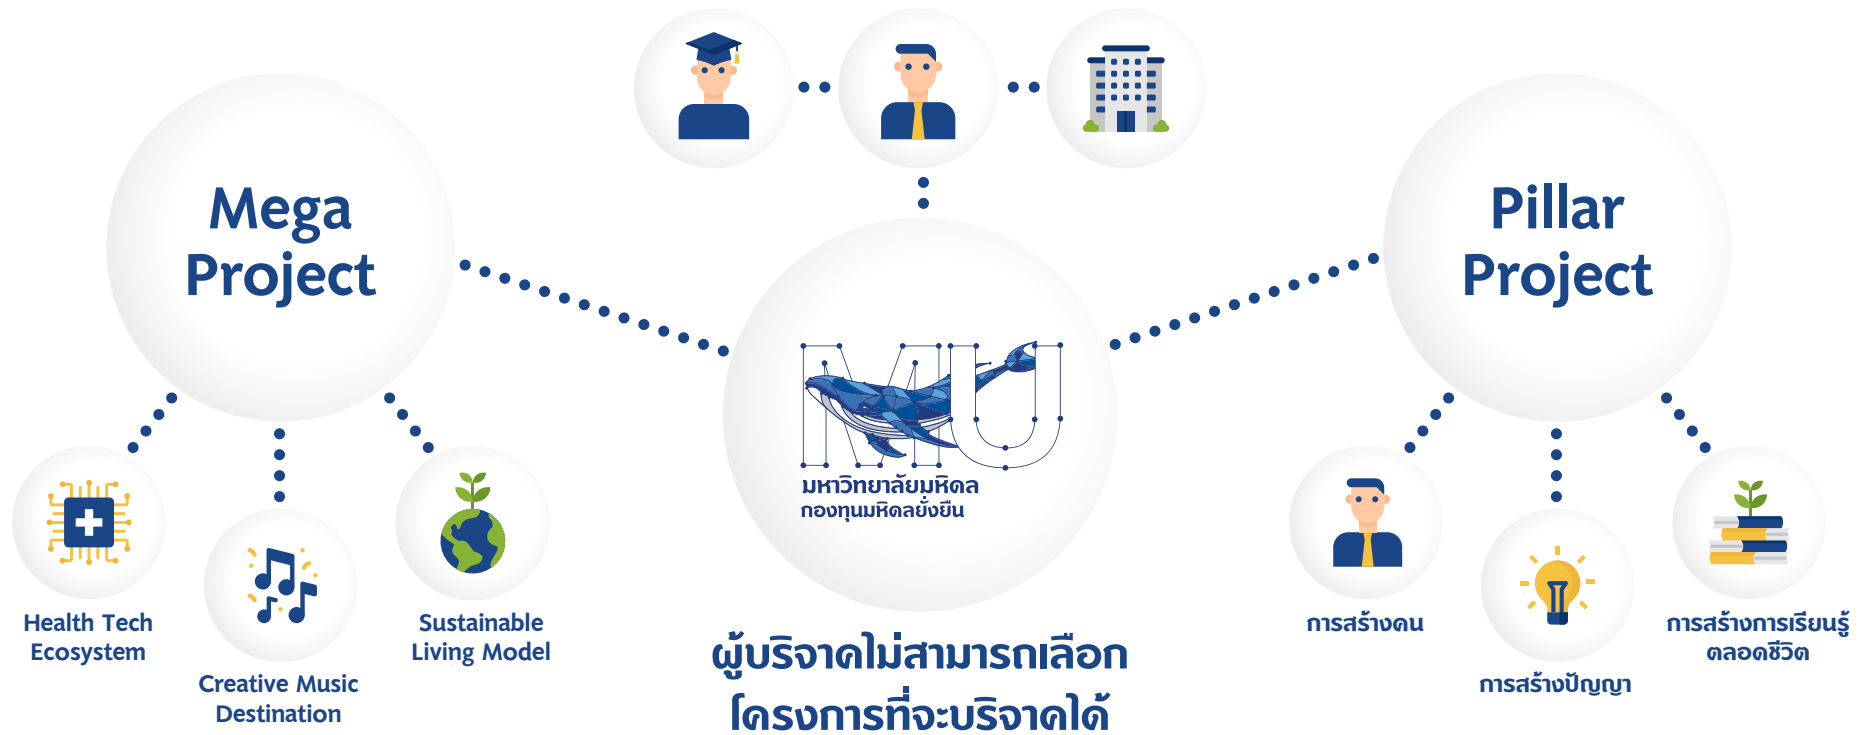 Mega
Project
Health Tech
Ecosystem
Creative Music
Destination
Sustainable
Living Model
MU
มหาวิทยาลัยมหิดล
กองทุนมหิดลยั่งยืน
ผู้บริจาคไม่สามารถเลือก
โครงการที่จะบริจาคได้
Pillar
Project
การสร้างคน
การสร้างปัญญา
การสร้างการเรียนรู้
ตลอดชีวิต